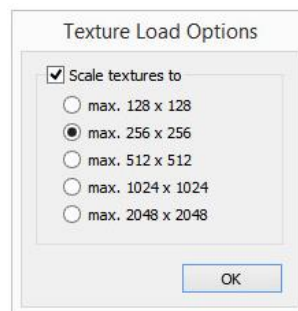 Texture Load Options
Scale textures to
max. 128 x 128
max. 256 x 256
max. 512 x 512
max. 1024 x 1024
max. 2048 x 2048
OK